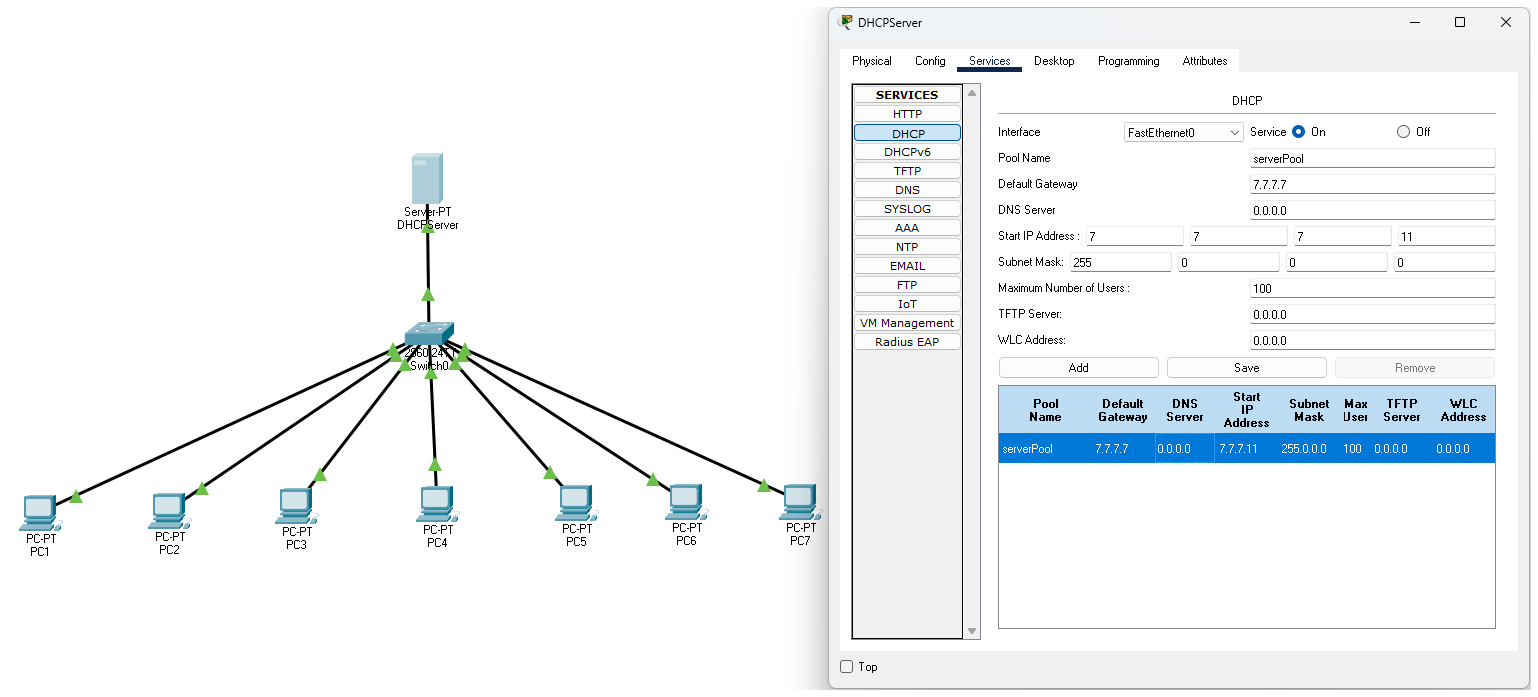 Server-PT
DHCPServer
2960-24TT
Switch0
PC-PT
PC1
PC-PT
PC2
PC-PT
PC3
PC-PT
PC4
PC-PT
PC5
PC-PT
PC6
PC-PT
PC7
DHCPServer
Physical Config Services Desktop Programming Attributes
SERVICES
HTTP
DHCP
DHCPv6
TFTP
DNS
SYSLOG
AAA
NTP
EMAIL
FTP
IoT
VM Management
Radius EAP
DHCP
Interface FastEthernet0 Service On Off
Pool Name serverPool
Default Gateway 7.7.7.7
DNS Server 0.0.0.0
Start IP Address : 7 7 7 11
Subnet Mask: 255 0 0 0
Maximum Number of Users : 100
TFTP Server: 0.0.0.0
WLC Address: 0.0.0.0
Add Save Remove
Pool Name Default Gateway DNS Server Start IP Address Subnet Mask Max User TFTP Server WLC Address
serverPool 7.7.7.7 0.0.0.0 7.7.7.11 255.0.0.0 100 0.0.0.0 0.0.0.0
Top